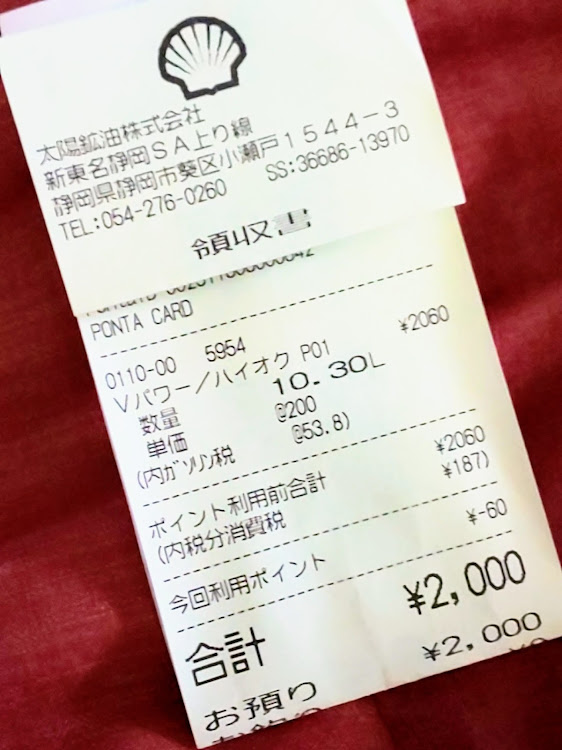 太陽鉱油株式会社
新東名静岡SA上り線
静岡県静岡市葵区小瀬戸1544-3
TEL:054-276-0260 SS:36686-13970
領収書
PONTA CARD
0110-00 5954 ¥2060
Vパワー/ハイオク P01
数量 10.30L
単価 @200
(内ガソリン税 @53.8)
ポイント利用前合計 ¥2060
(内税分消費税 ¥187)
今回利用ポイント ¥-60
合計 ¥2,000
お預り ¥2,000